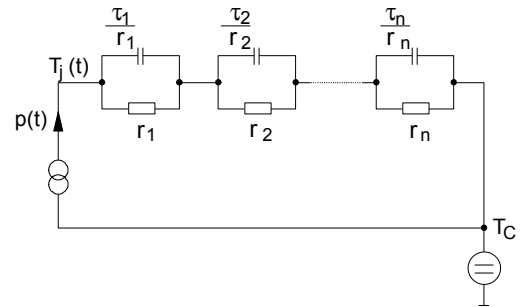 τ1 τ2 τn
r1 r2 rn
Tj (t)
r1 r2 rn
p(t)
TC